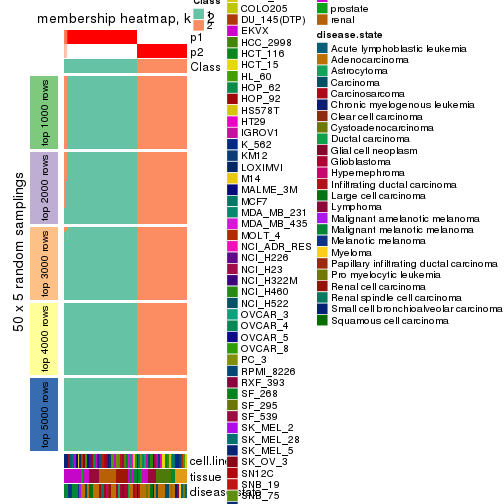 membership heatmap, k = 2
p1
p2
Class
50 x 5 random samplings
top 1000 rows
top 2000 rows
top 3000 rows
top 4000 rows
top 5000 rows
cell.line
tissue
disease.state
Class
1
2
COLO205
DU_145(DTP)
EKVX
HCC_2998
HCT_116
HCT_15
HL_60
HOP_62
HOP_92
HS578T
HT29
IGROV1
K_562
KM12
LOXIMVI
M14
MALME_3M
MCF7
MDA_MB_231
MDA_MB_435
MOLT_4
NCI_ADR_RES
NCI_H226
NCI_H23
NCI_H322M
NCI_H460
NCI_H522
OVCAR_3
OVCAR_4
OVCAR_5
OVCAR_8
PC_3
RPMI_8226
RXF_393
SF_268
SF_295
SF_539
SK_MEL_2
SK_MEL_28
SK_MEL_5
SK_OV_3
SN12C
SNB_19
SNB_75
prostate
renal
disease.state
Acute lymphoblastic leukemia
Adenocarcinoma
Astrocytoma
Carcinoma
Carcinosarcoma
Chronic myelogenous leukemia
Clear cell carcinoma
Cystoadenocarcinoma
Ductal carcinoma
Glial cell neoplasm
Glioblastoma
Hypernephroma
Infiltrating ductal carcinoma
Large cell carcinoma
Lymphoma
Malignant amelanotic melanoma
Malignant melanotic melanoma
Melanotic melanoma
Myeloma
Papillary infiltrating ductal carcinoma
Pro myelocytic leukemia
Renal cell carcinoma
Renal spindle cell carcinoma
Small cell bronchioalveolar carcinoma
Squamous cell carcinoma